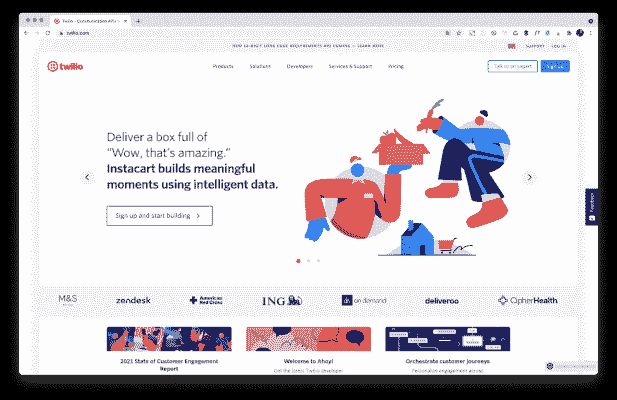 Twilio - Communication APIs
twilio.com
NEW 10-DIGIT LONG CODE REQUIREMENTS ARE COMING — LEARN MORE
SUPPORT LOG IN
twilio Products Solutions Developers Services & Support Pricing Talk to an expert Sign up
Deliver a box full of
"Wow, that's amazing."
Instacart builds meaningful
moments using intelligent data.
Sign up and start building
Feedback
M&S zendesk American Red Cross ING on demand deliveroo CipherHealth
2021 State of Customer Engagement
Report
Welcome to Ahoy!
Get the latest Twilio developer
Orchestrate customer journeys
Personalize engagement across